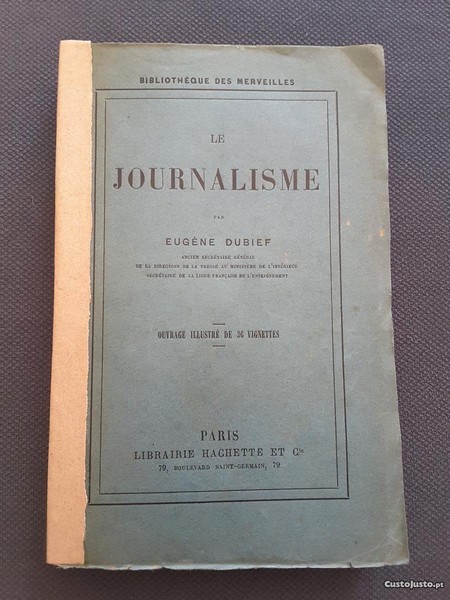 BIBLIOTHÈQUE DES MERVEILLES
LE
JOURNALISME
PAR
EUGÈNE DUBIEF
ANCIEN SECRÉTAIRE GÉNÉRAL
DE LA DIRECTION DE LA PRESSE AU MINISTÈRE DE L'INTÉRIEUR
SECRÉTAIRE DE LA LIGUE FRANÇAISE DE L'ENSEIGNEMENT
OUVRAGE ILLUSTRÉ DE 36 VIGNETTES
PARIS
LIBRAIRIE HACHETTE ET Cie
79, BOULEVARD SAINT-GERMAIN, 79
CustoJusto.pt